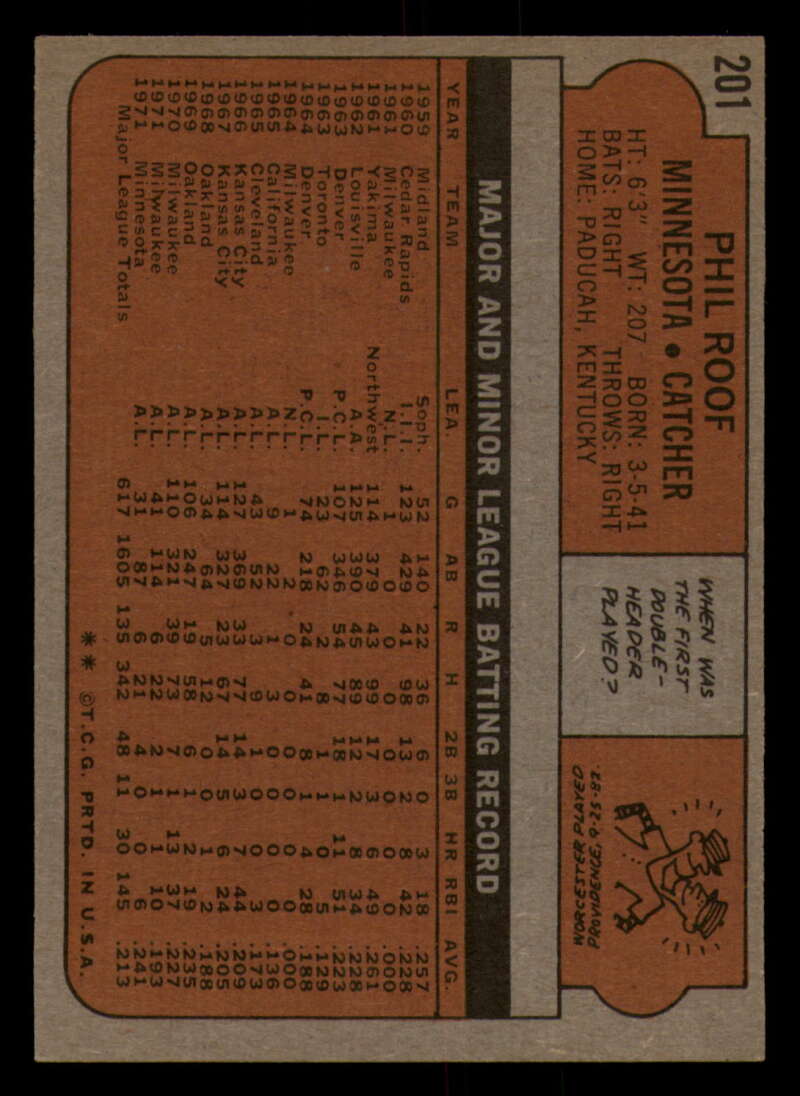 201
PHIL ROOF
MINNESOTA • CATCHER
HT: 6'3" WT: 207 BORN: 3-5-41
BATS: RIGHT THROWS: RIGHT
HOME: PADUCAH, KENTUCKY
WHEN WAS
THE FIRST
DOUBLE-
HEADER
PLAYED?
WORCESTER PLAYED
PROVIDENCE, 9-25-82.
MAJOR AND MINOR LEAGUE BATTING RECORD
YEAR TEAM LEA. G AB R H 2B 3B HR RBI AVG.
1959 Midland Soph. 52 140 22 36 6 0 3 18 .257
1960 Cedar Rapids I.I.I. 123 429 41 98 13 2 8 42 .228
1961 Milwaukee N.L. 1 0 0 0 0 0 0 0 .000
1961 Yakima Northwest 114 379 43 99 17 3 6 49 .261
1962 Louisville A.A. 125 390 45 89 12 2 8 34 .228
1963 Denver P.C.L. 107 346 54 77 18 1 11 51 .223
1963 Toronto I.L. 23 62 2 8 1 1 0 5 .129
1964 Denver P.C.L. 74 218 24 41 8 1 4 28 .188
1964 Milwaukee N.L. 1 2 0 0 0 0 0 0 .000
1965 California A.L. 9 22 1 3 0 0 0 0 .136
1965 Cleveland A.L. 43 52 3 9 1 0 0 3 .173
1966 Kansas City A.L. 127 369 33 77 14 3 7 44 .209
1967 Kansas City A.L. 114 327 23 67 14 5 6 24 .205
1968 Oakland A.L. 34 64 5 12 0 0 1 2 .188
1969 Oakland A.L. 106 247 19 58 6 1 2 19 .235
1970 Milwaukee A.L. 110 321 39 73 7 1 13 37 .227
1971 Milwaukee A.L. 41 114 6 22 2 1 1 10 .193
1971 Minnesota A.L. 31 87 6 21 4 0 0 6 .241
Major League Totals 617 1605 135 342 48 11 30 145 .213
** ©T.C.G. PRTD. IN U.S.A.